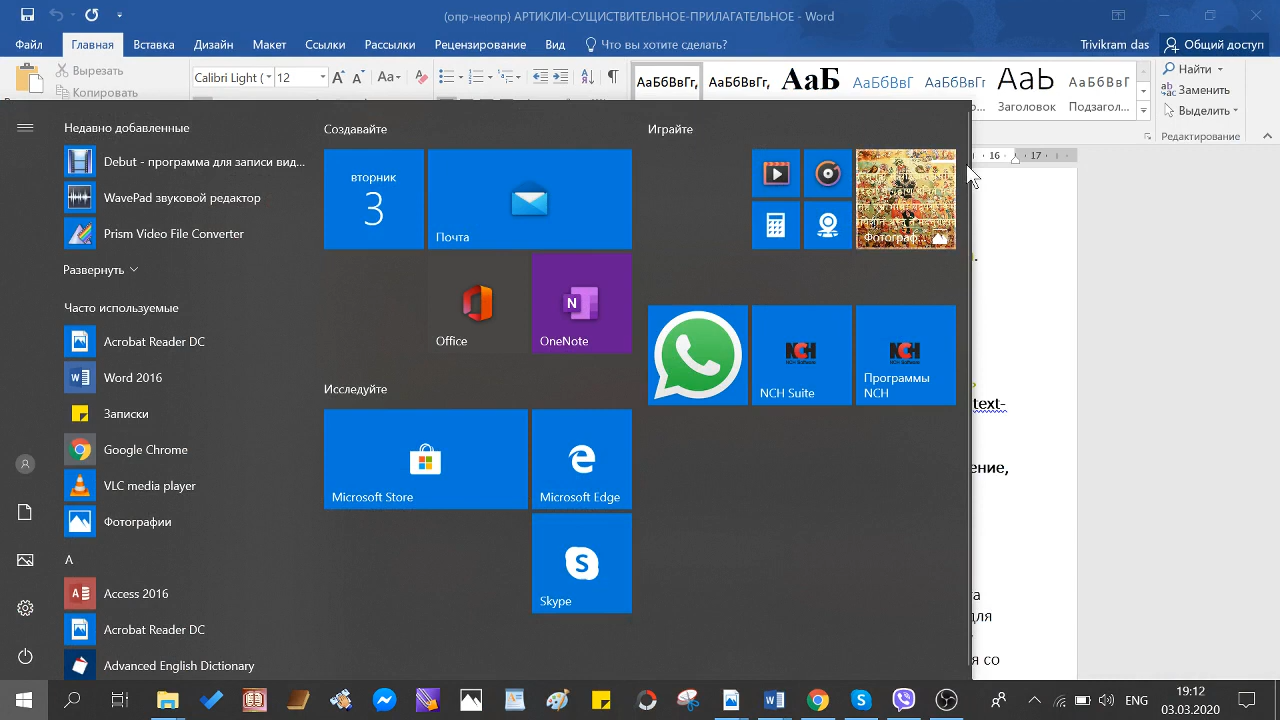 (опр-неопр) АРТИКЛИ-СУЩИСТВИТЕЛЬНОЕ-ПРИЛАГАТЕЛЬНОЕ - Word
Файл Главная Вставка Дизайн Макет Ссылки Рассылки Рецензирование Вид Что вы хотите сделать? Trivikram das Общий доступ
Вырезать
Копировать
Calibri Light ( 12
Aa
АаБбВвГг, АаБбВвГг, АаБ АаБбВвГ АаБбВвГг АаЬ АаБбВвГ
Заголовок Подзагол...
Найти
Заменить
Выделить
Редактирование
16 17
Недавно добавленные
Debut - программа для записи вид...
WavePad звуковой редактор
Prism Video File Converter
Развернуть
Часто используемые
Acrobat Reader DC
Word 2016
Записки
Google Chrome
VLC media player
Фотографии
A
Access 2016
Acrobat Reader DC
Advanced English Dictionary
Создавайте
вторник
3
Почта
Office
OneNote
Исследуйте
Microsoft Store
Microsoft Edge
Skype
Играйте
Фотограф...
NCH Suite
Программы
NCH
text-
ение,
та
для
я со
ENG
19:12
03.03.2020